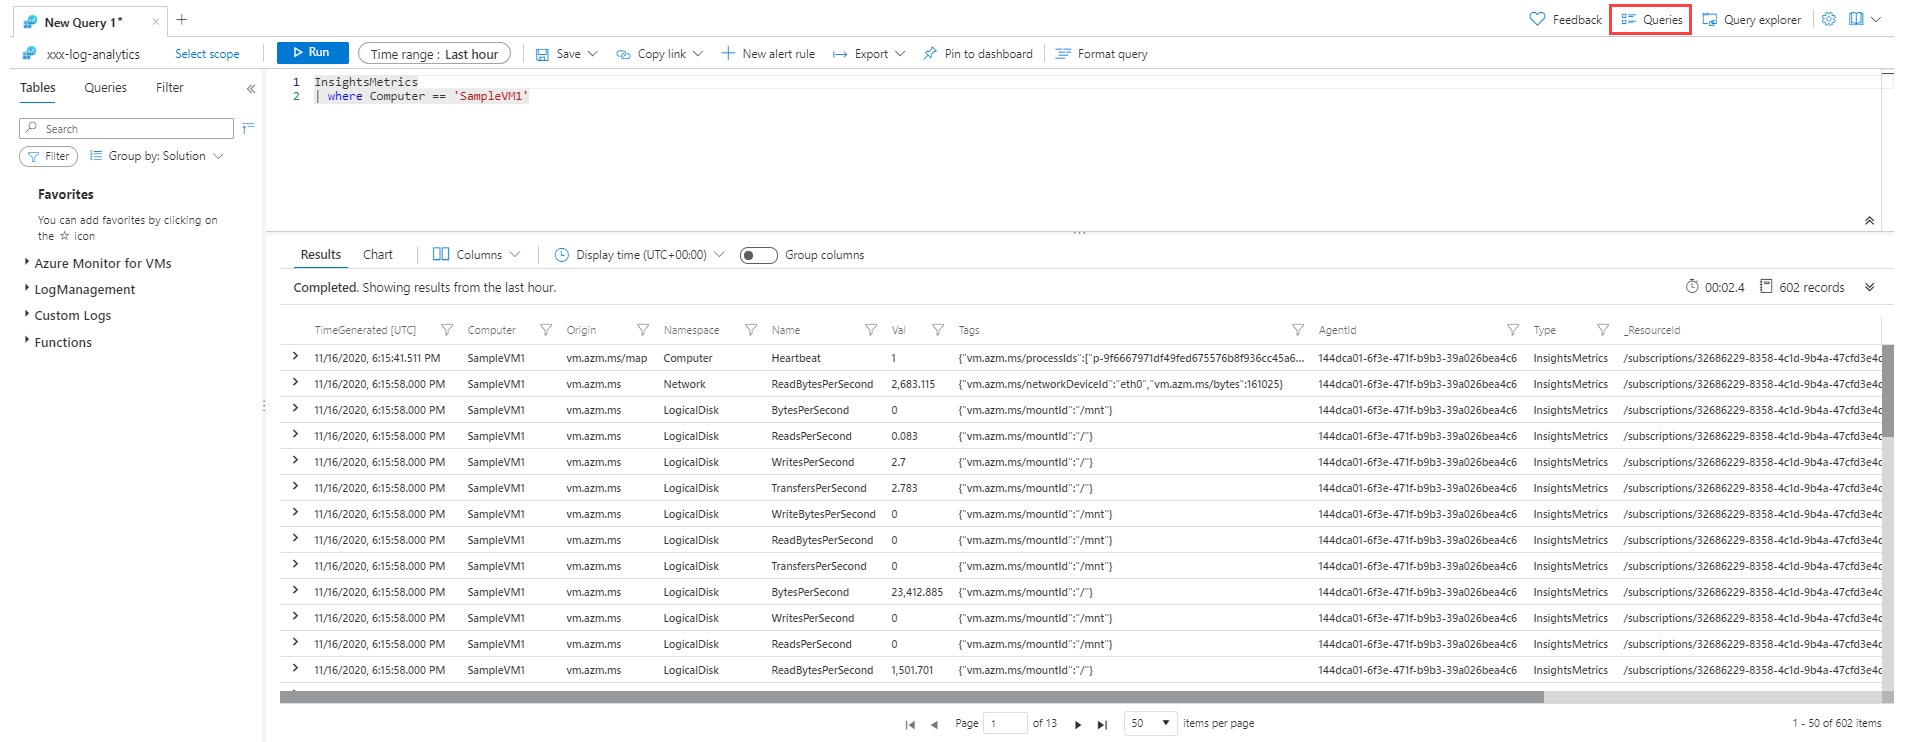 New Query 1*
Feedback Queries Query explorer
xxx-log-analytics Select scope Run Time range : Last hour Save Copy link New alert rule Export Pin to dashboard Format query
Tables Queries Filter
1 InsightsMetrics
2 | where Computer == 'SampleVM1'
Search
Filter Group by: Solution
Favorites
You can add favorites by clicking on
the ☆ icon
Azure Monitor for VMs
LogManagement
Custom Logs
Functions
Results Chart Columns Display time (UTC+00:00) Group columns
Completed. Showing results from the last hour. 00:02.4 602 records
TimeGenerated [UTC] Computer Origin Namespace Name Val Tags AgentId Type _ResourceId
11/16/2020, 6:15:41.511 PM SampleVM1 vm.azm.ms/map Computer Heartbeat 1 {"vm.azm.ms/processIds":["p-9f6667971df49fed675576b8f936cc45a6... 144dca01-6f3e-471f-b9b3-39a026bea4c6 InsightsMetrics /subscriptions/32686229-8358-4c1d-9b4a-47cfd3e4c
11/16/2020, 6:15:58.000 PM SampleVM1 vm.azm.ms Network ReadBytesPerSecond 2,683.115 {"vm.azm.ms/networkDeviceId":"eth0","vm.azm.ms/bytes":161025} 144dca01-6f3e-471f-b9b3-39a026bea4c6 InsightsMetrics /subscriptions/32686229-8358-4c1d-9b4a-47cfd3e4c
11/16/2020, 6:15:58.000 PM SampleVM1 vm.azm.ms LogicalDisk BytesPerSecond 0 {"vm.azm.ms/mountId":"/mnt"} 144dca01-6f3e-471f-b9b3-39a026bea4c6 InsightsMetrics /subscriptions/32686229-8358-4c1d-9b4a-47cfd3e4c
11/16/2020, 6:15:58.000 PM SampleVM1 vm.azm.ms LogicalDisk ReadsPerSecond 0.083 {"vm.azm.ms/mountId":"/"} 144dca01-6f3e-471f-b9b3-39a026bea4c6 InsightsMetrics /subscriptions/32686229-8358-4c1d-9b4a-47cfd3e4c
11/16/2020, 6:15:58.000 PM SampleVM1 vm.azm.ms LogicalDisk WritesPerSecond 2.7 {"vm.azm.ms/mountId":"/"} 144dca01-6f3e-471f-b9b3-39a026bea4c6 InsightsMetrics /subscriptions/32686229-8358-4c1d-9b4a-47cfd3e4c
11/16/2020, 6:15:58.000 PM SampleVM1 vm.azm.ms LogicalDisk TransfersPerSecond 2.783 {"vm.azm.ms/mountId":"/"} 144dca01-6f3e-471f-b9b3-39a026bea4c6 InsightsMetrics /subscriptions/32686229-8358-4c1d-9b4a-47cfd3e4c
11/16/2020, 6:15:58.000 PM SampleVM1 vm.azm.ms LogicalDisk WriteBytesPerSecond 0 {"vm.azm.ms/mountId":"/mnt"} 144dca01-6f3e-471f-b9b3-39a026bea4c6 InsightsMetrics /subscriptions/32686229-8358-4c1d-9b4a-47cfd3e4c
11/16/2020, 6:15:58.000 PM SampleVM1 vm.azm.ms LogicalDisk ReadBytesPerSecond 0 {"vm.azm.ms/mountId":"/mnt"} 144dca01-6f3e-471f-b9b3-39a026bea4c6 InsightsMetrics /subscriptions/32686229-8358-4c1d-9b4a-47cfd3e4c
11/16/2020, 6:15:58.000 PM SampleVM1 vm.azm.ms LogicalDisk TransfersPerSecond 0 {"vm.azm.ms/mountId":"/mnt"} 144dca01-6f3e-471f-b9b3-39a026bea4c6 InsightsMetrics /subscriptions/32686229-8358-4c1d-9b4a-47cfd3e4c
11/16/2020, 6:15:58.000 PM SampleVM1 vm.azm.ms LogicalDisk BytesPerSecond 23,412.885 {"vm.azm.ms/mountId":"/"} 144dca01-6f3e-471f-b9b3-39a026bea4c6 InsightsMetrics /subscriptions/32686229-8358-4c1d-9b4a-47cfd3e4c
11/16/2020, 6:15:58.000 PM SampleVM1 vm.azm.ms LogicalDisk WritesPerSecond 0 {"vm.azm.ms/mountId":"/mnt"} 144dca01-6f3e-471f-b9b3-39a026bea4c6 InsightsMetrics /subscriptions/32686229-8358-4c1d-9b4a-47cfd3e4c
11/16/2020, 6:15:58.000 PM SampleVM1 vm.azm.ms LogicalDisk ReadsPerSecond 0 {"vm.azm.ms/mountId":"/mnt"} 144dca01-6f3e-471f-b9b3-39a026bea4c6 InsightsMetrics /subscriptions/32686229-8358-4c1d-9b4a-47cfd3e4c
11/16/2020, 6:15:58.000 PM SampleVM1 vm.azm.ms LogicalDisk ReadBytesPerSecond 1,501.701 {"vm.azm.ms/mountId":"/"} 144dca01-6f3e-471f-b9b3-39a026bea4c6 InsightsMetrics /subscriptions/32686229-8358-4c1d-9b4a-47cfd3e4c
Page 1 of 13 50 items per page 1 - 50 of 602 items